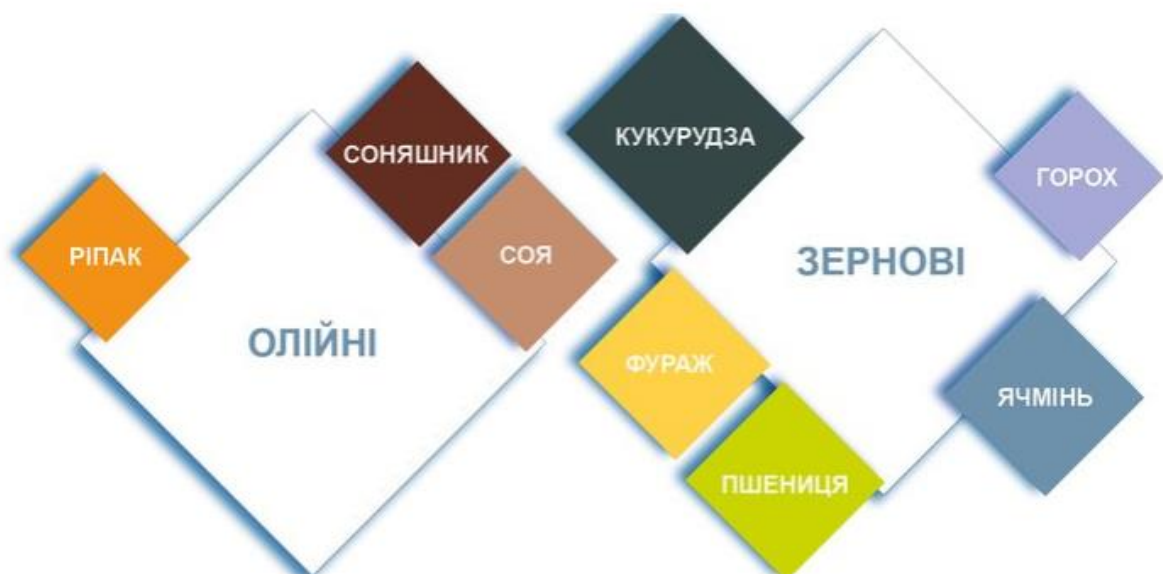 СОНЯШНИК
РІПАК
СОЯ
ОЛІЙНІ
КУКУРУДЗА
ГОРОХ
ЗЕРНОВІ
ФУРАЖ
ЯЧМІНЬ
ПШЕНИЦЯ